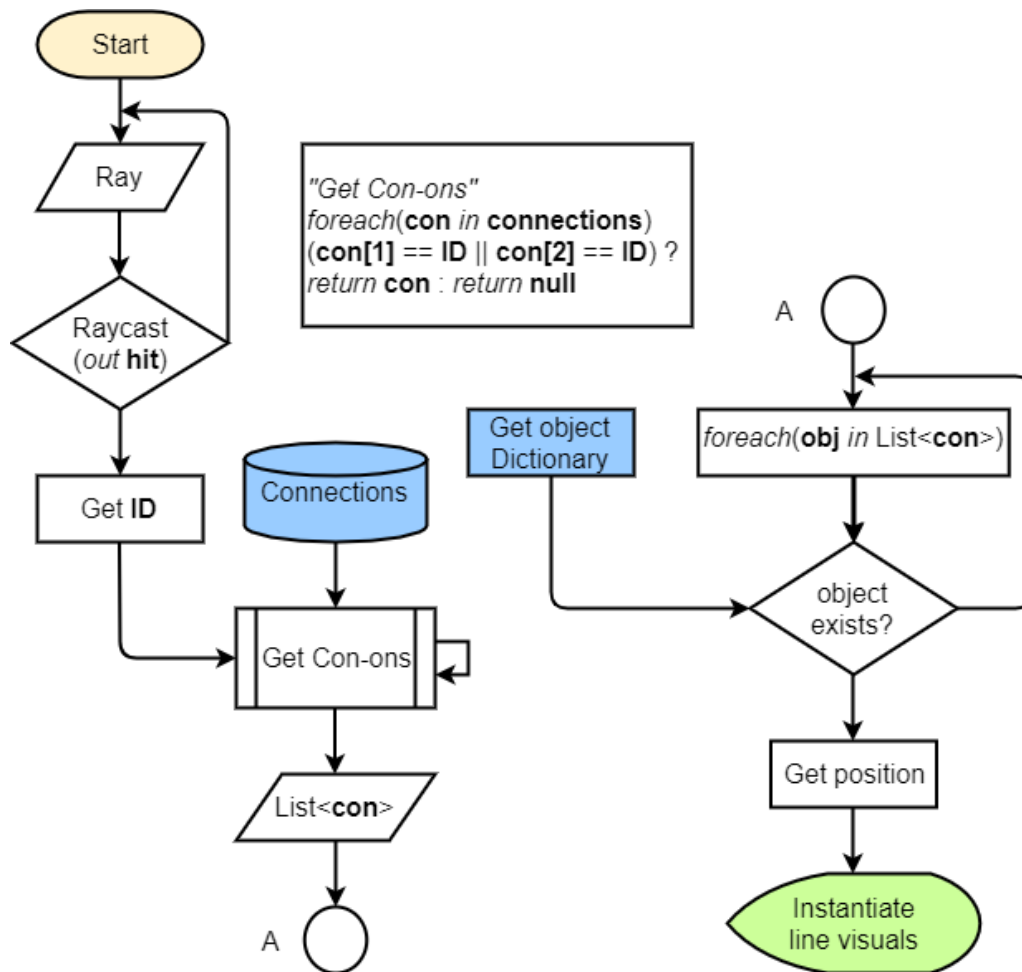 Start
Ray
Raycast
(out hit)
Get ID
"Get Con-ons"
foreach(con in connections)
(con[1] == ID || con[2] == ID) ?
return con : return null
Connections
Get Con-ons
List<con>
A
A
foreach(obj in List<con>)
Get object
Dictionary
object
exists?
Get position
Instantiate
line visuals